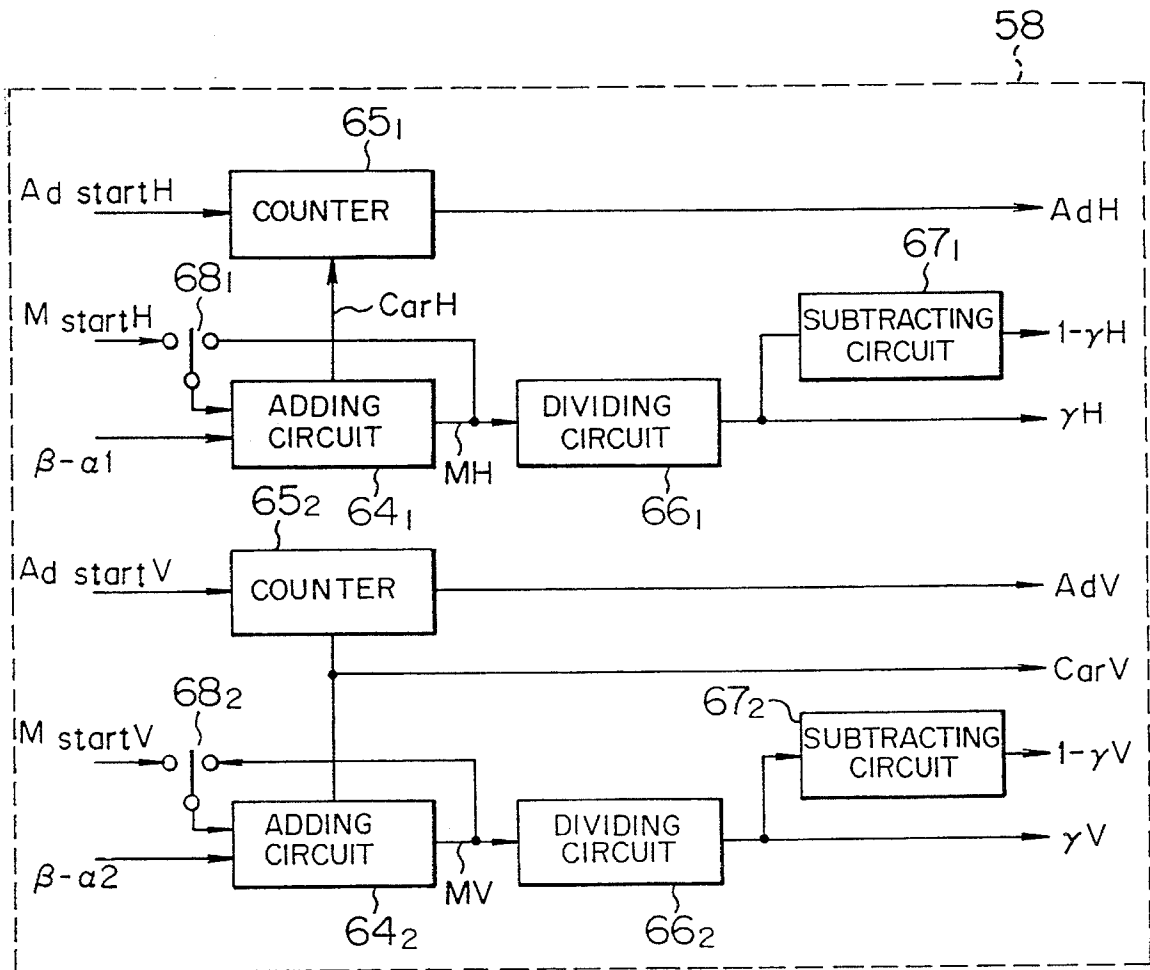 58
65₁
Ad startH
COUNTER
AdH
67₁
68₁
CarH
M startH
SUBTRACTING
CIRCUIT
1-γH
ADDING
CIRCUIT
DIVIDING
CIRCUIT
γH
β-α1
MH
64₁
66₁
65₂
Ad startV
COUNTER
AdV
CarV
68₂
67₂
M startV
SUBTRACTING
CIRCUIT
1-γV
ADDING
CIRCUIT
DIVIDING
CIRCUIT
γV
β-α2
MV
64₂
66₂